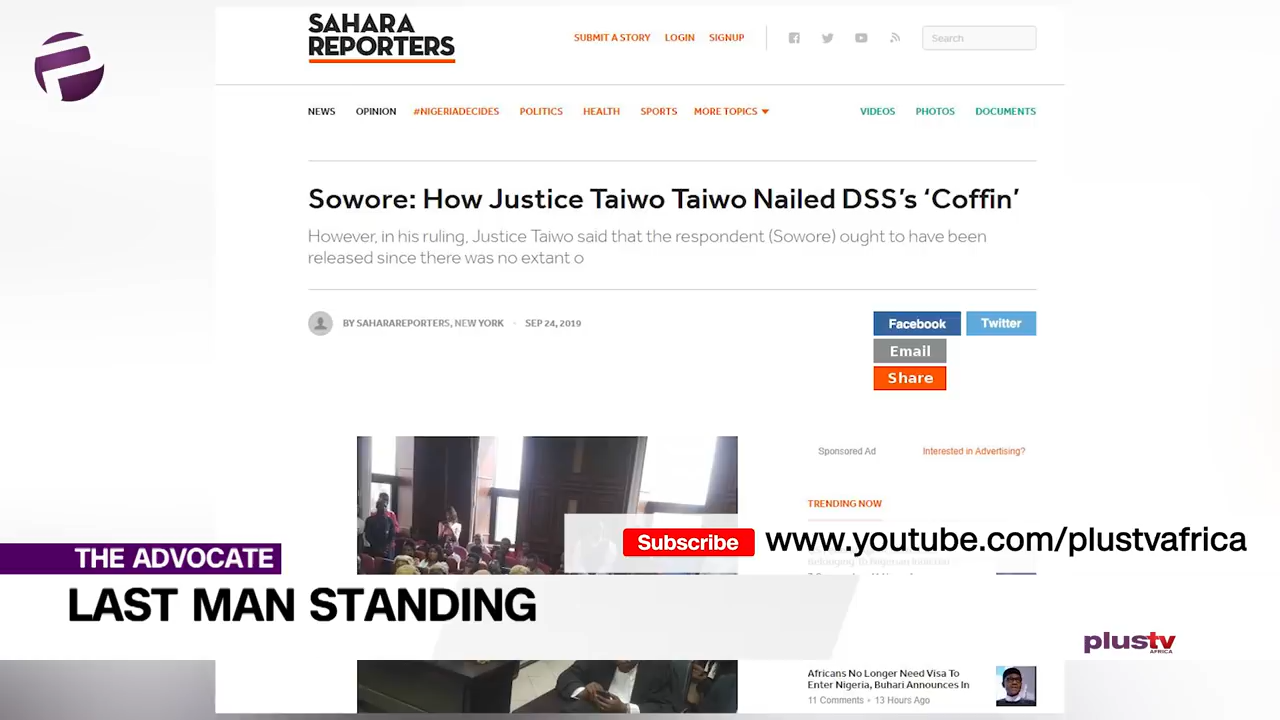 SAHARA
REPORTERS
SUBMIT A STORY LOGIN SIGNUP
Search
NEWS OPINION #NIGERIADECIDES POLITICS HEALTH SPORTS MORE TOPICS VIDEOS PHOTOS DOCUMENTS
Sowore: How Justice Taiwo Taiwo Nailed DSS’s ‘Coffin’
However, in his ruling, Justice Taiwo said that the respondent (Sowore) ought to have been
released since there was no extant o
BY SAHARAREPORTERS, NEW YORK · SEP 24, 2019
Facebook Twitter
Email
Share
Sponsored Ad Interested in Advertising?
TRENDING NOW
Subscribe www.youtube.com/plustvafrica
THE ADVOCATE
LAST MAN STANDING
plustv
AFRICA
Africans No Longer Need Visa To
Enter Nigeria, Buhari Announces In
11 Comments • 13 Hours Ago